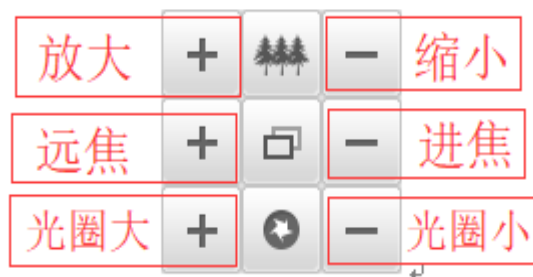 放大 + − 缩小
远焦 + − 进焦
光圈大 + − 光圈小